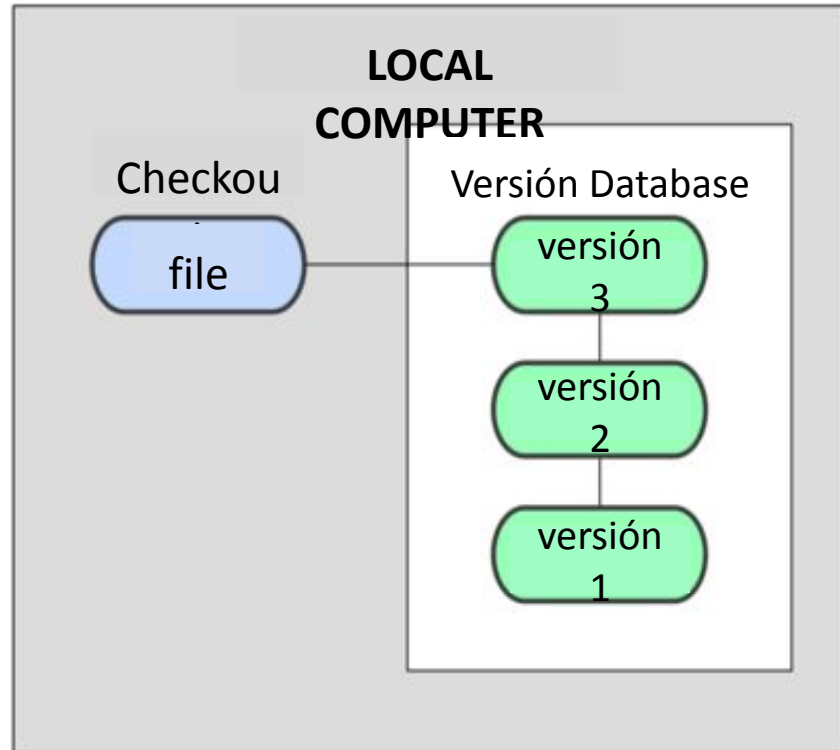 LOCAL
COMPUTER
Checkou
Versión Database
file
versión
3
versión
2
versión
1